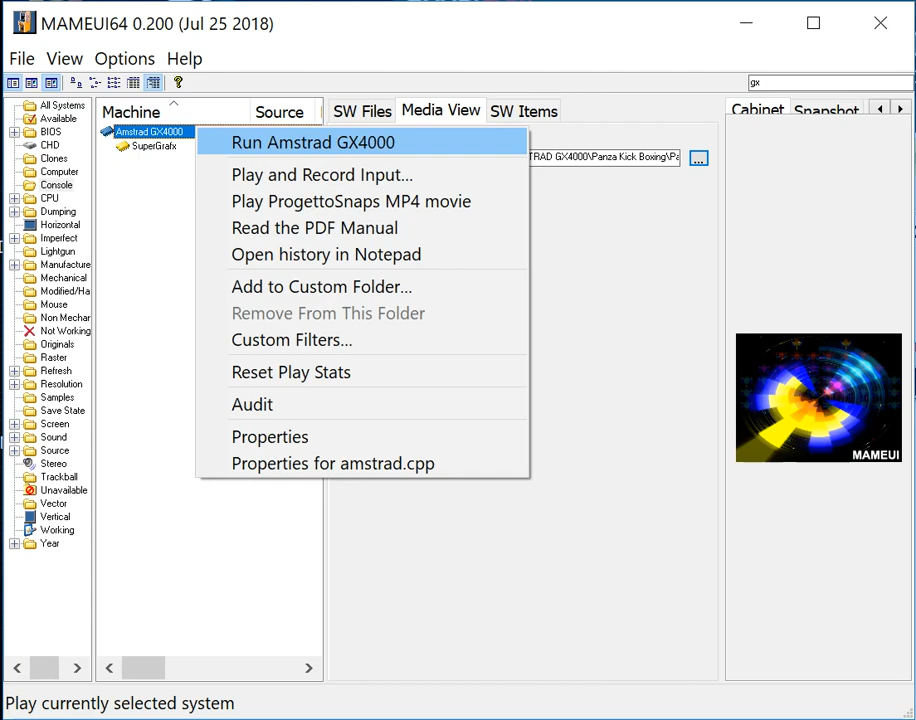 MAMEUI64 0.200 (Jul 25 2018)
File View Options Help
gx
All Systems
Available
BIOS
CHD
Clones
Computer
Console
CPU
Dumping
Horizontal
Imperfect
Lightgun
Manufacture
Mechanical
Modified/Ha
Mouse
Non Mechar
Not Working
Originals
Raster
Refresh
Resolution
Samples
Save State
Screen
Sound
Source
Stereo
Trackball
Unavailable
Vector
Vertical
Working
Year
Machine Source
Amstrad GX4000
SuperGrafx
Run Amstrad GX4000
Play and Record Input...
Play ProgettoSnaps MP4 movie
Read the PDF Manual
Open history in Notepad
Add to Custom Folder...
Remove From This Folder
Custom Filters...
Reset Play Stats
Audit
Properties
Properties for amstrad.cpp
SW Files Media View SW Items
TRAD GX4000\Panza Kick Boxing\Pa
...
Cabinet Snapshot
MAMEUI
Play currently selected system